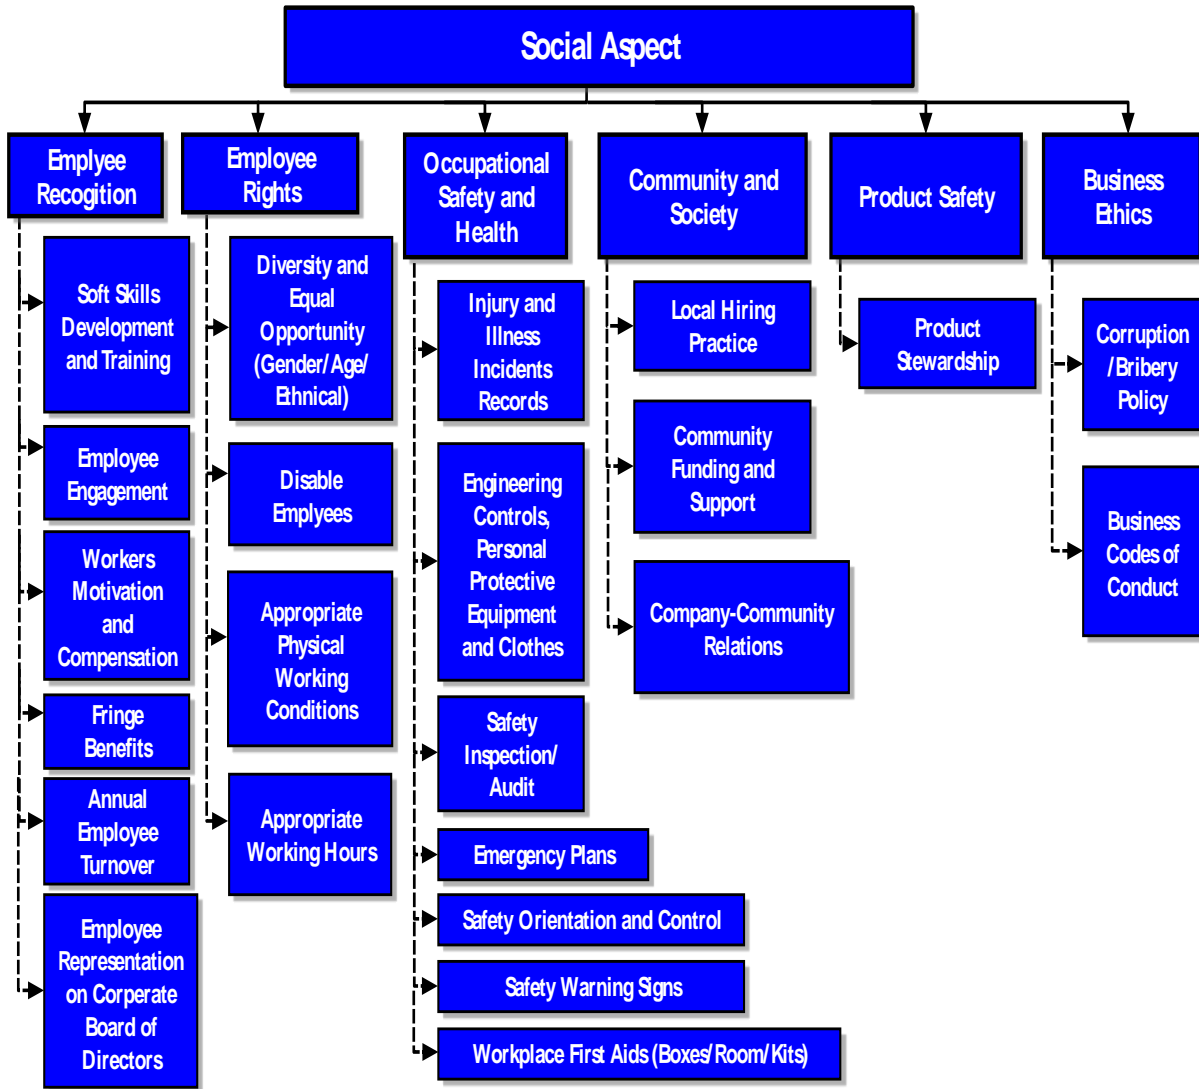 Social Aspect
Emplyee
Recogition
Employee
Rights
Occupational
Safety and
Health
Community and
Society
Product Safety
Business
Ethics
Soft Skills
Development
and Training
Employee
Engagement
Workers
Motivation
and
Compensation
Fringe
Benefits
Annual
Employee
Turnover
Employee
Representation
on Corperate
Board of
Directors
Diversity and
Equal
Opportunity
(Gender/ Age/
Ethnical)
Disable
Emplyees
Appropriate
Physical
Working
Conditions
Appropriate
Working Hours
Injury and
Illness
Incidents
Records
Engineering
Controls,
Personal
Protective
Equipment
and Clothes
Safety
Inspection/
Audit
Emergency Plans
Safety Orientation and Control
Safety Warning Signs
Workplace First Aids (Boxes/ Room/ Kits)
Local Hiring
Practice
Community
Funding and
Support
Company-Community
Relations
Product
Stewardship
Corruption
/ Bribery
Policy
Business
Codes of
Conduct